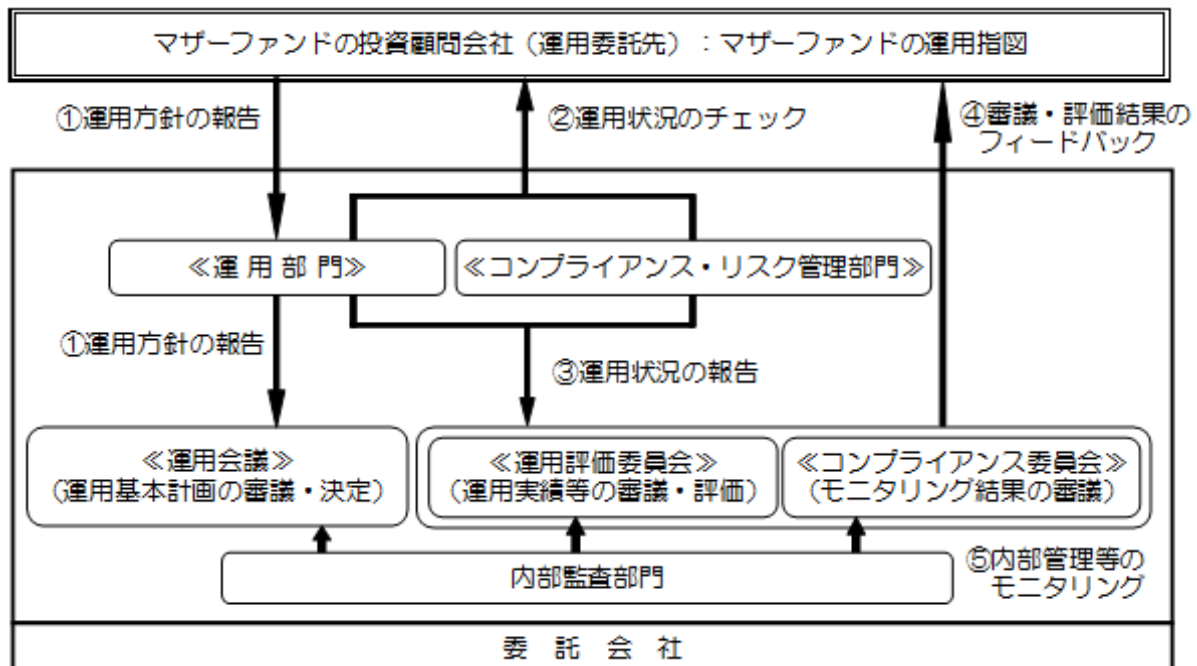 マザーファンドの投資顧問会社（運用委託先）：マザーファンドの運用指図
①運用方針の報告
②運用状況のチェック
④審議・評価結果の
フィードバック
≪運 用 部 門≫
≪コンプライアンス・リスク管理部門≫
①運用方針の報告
③運用状況の報告
≪運用会議≫
（運用基本計画の審議・決定）
≪運用評価委員会≫
（運用実績等の審議・評価）
≪コンプライアンス委員会≫
（モニタリング結果の審議）
内部監査部門
⑤内部管理等の
モニタリング
委 託 会 社